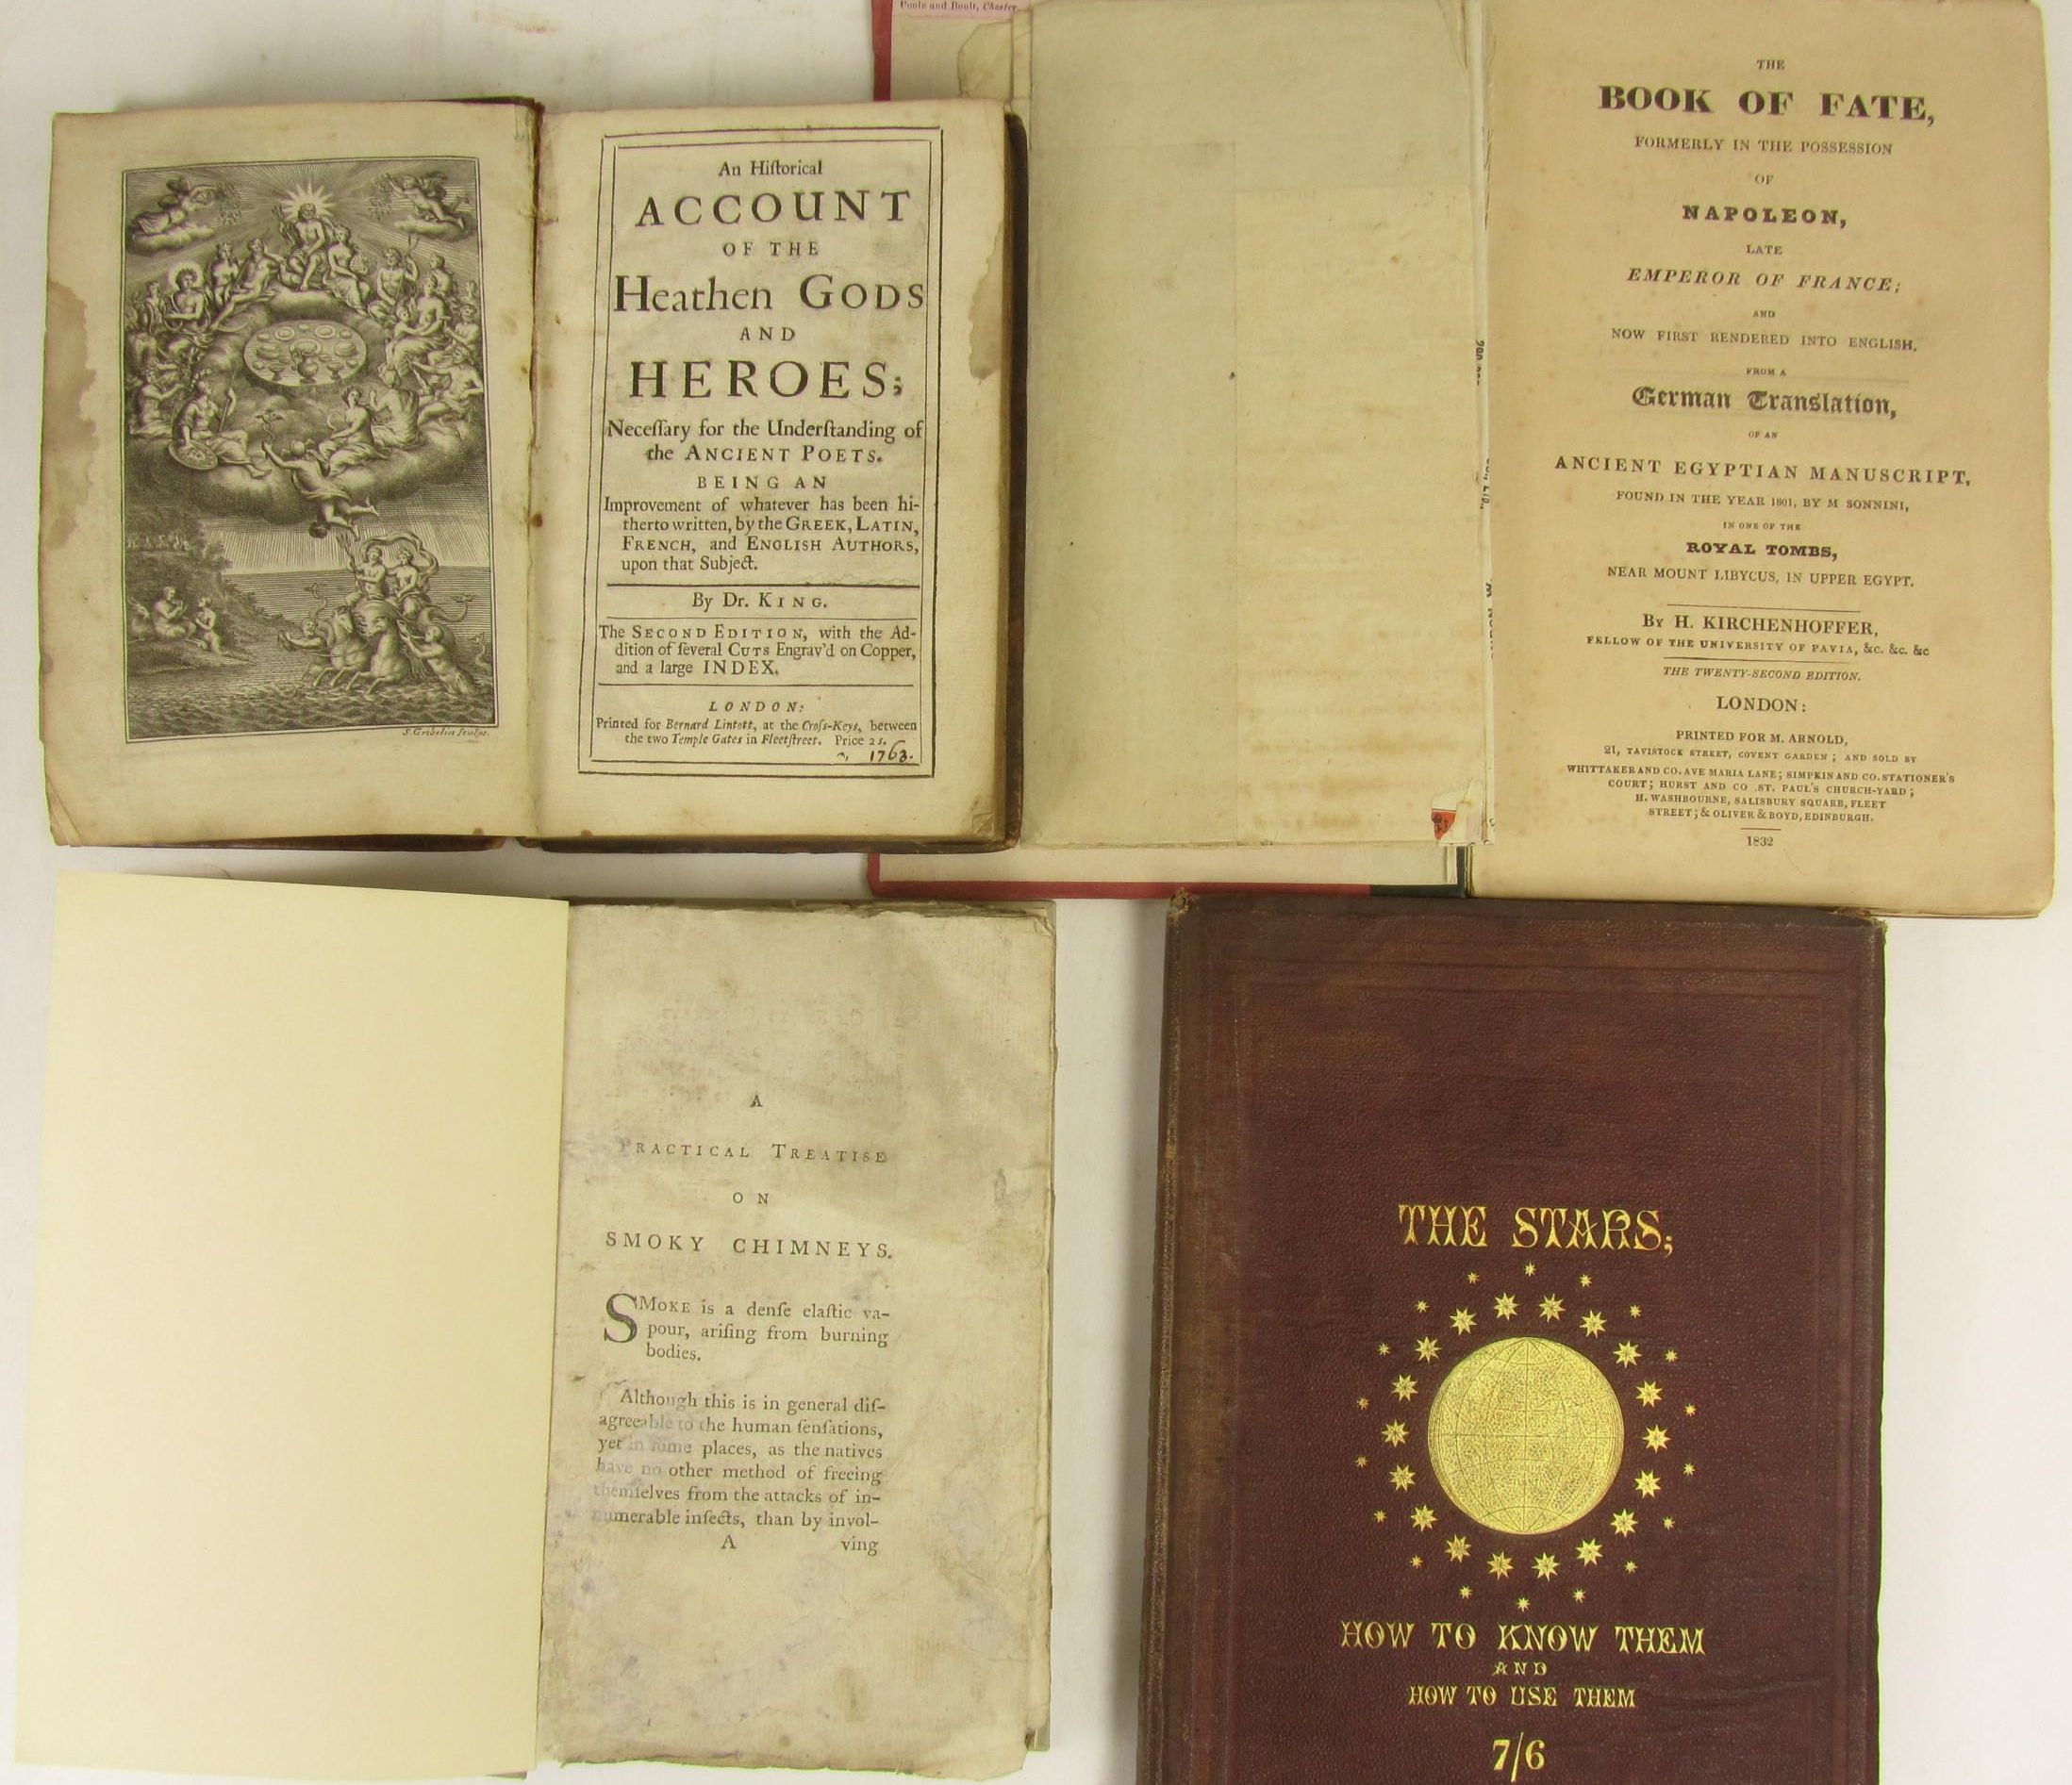 An Hiſtorical
ACCOUNT
OF THE
Heathen GODS
AND
HEROES;
Neceſſary for the Underſtanding of
the ANCIENT POETS.
BEING AN
Improvement of whatever has been hi-
therto written, by the GREEK, LATIN,
FRENCH, and ENGLISH AUTHORS,
upon that Subject.
By Dr. KING.
The SECOND EDITION, with the Ad-
dition of ſeveral CUTS Engrav'd on Copper,
and a large INDEX.
LONDON:
Printed for Bernard Lintott, at the Croſs-Keys, between
the two Temple Gates in Fleetſtreet. Price 2 s.
1763.
S. Gribelin ſculps.
Poole and Boult, Chester
THE
BOOK OF FATE,
FORMERLY IN THE POSSESSION
OF
NAPOLEON,
LATE
EMPEROR OF FRANCE;
AND
NOW FIRST RENDERED INTO ENGLISH,
FROM A
German Translation,
OF AN
ANCIENT EGYPTIAN MANUSCRIPT,
FOUND IN THE YEAR 1801, BY M SONNINI,
IN ONE OF THE
ROYAL TOMBS,
NEAR MOUNT LIBYCUS, IN UPPER EGYPT.
BY H. KIRCHENHOFFER,
FELLOW OF THE UNIVERSITY OF PAVIA, &c. &c. &c
THE TWENTY-SECOND EDITION.
LONDON:
PRINTED FOR M. ARNOLD,
21, TAVISTOCK STREET, COVENT GARDEN; AND SOLD BY
WHITTAKER AND CO. AVE MARIA LANE; SIMPKIN AND CO. STATIONER'S
COURT; HURST AND CO. ST. PAUL'S CHURCH-YARD;
H. WASHBOURNE, SALISBURY SQUARE, FLEET
STREET; & OLIVER & BOYD, EDINBURGH.
1832
A
PRACTICAL TREATISE
ON
SMOKY CHIMNEYS.
SMOKE is a denſe elaſtic va-
pour, ariſing from burning
bodies.
Although this is in general diſ-
agreeable to the human ſenſations,
yet in ſome places, as the natives
have no other method of freeing
themſelves from the attacks of in-
numerable inſects, than by invol-
A ving
THE STARS;
HOW TO KNOW THEM
AND
HOW TO USE THEM
7/6